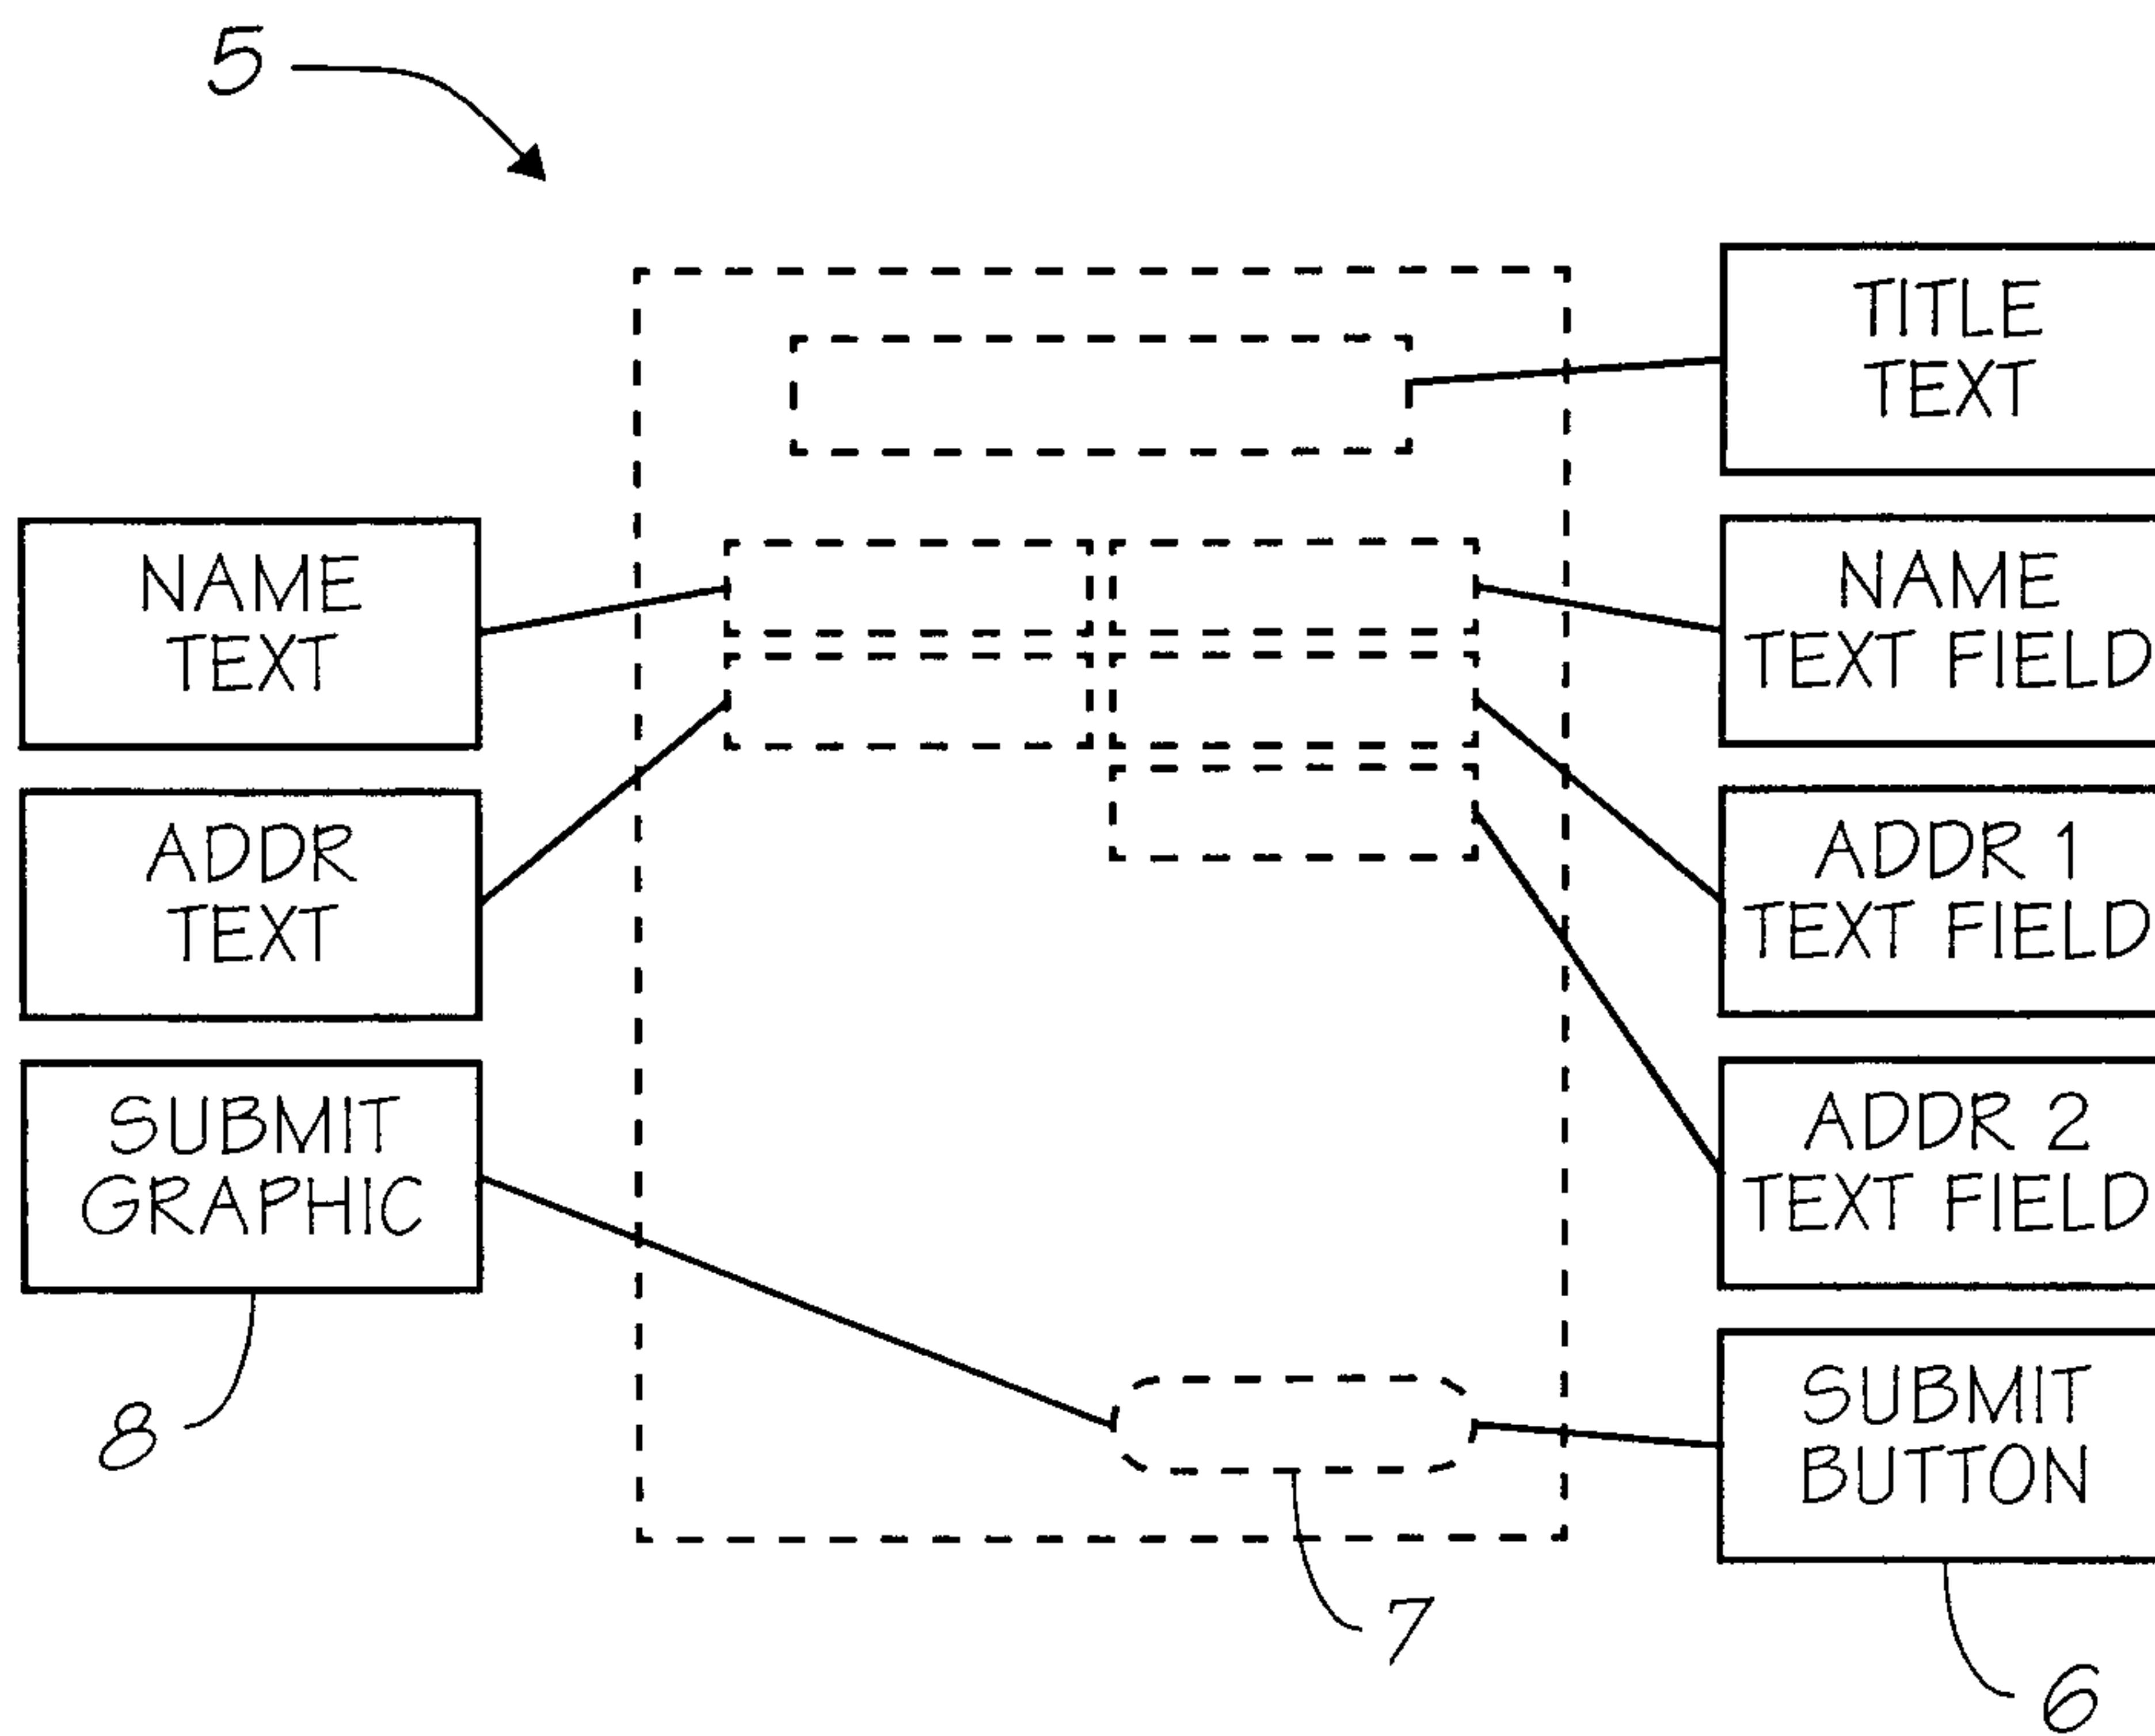 5
TITLE
TEXT
NAME
TEXT
NAME
TEXT FIELD
ADDR
TEXT
ADDR 1
TEXT FIELD
SUBMIT
GRAPHIC
ADDR 2
TEXT FIELD
8
SUBMIT
BUTTON
7
6